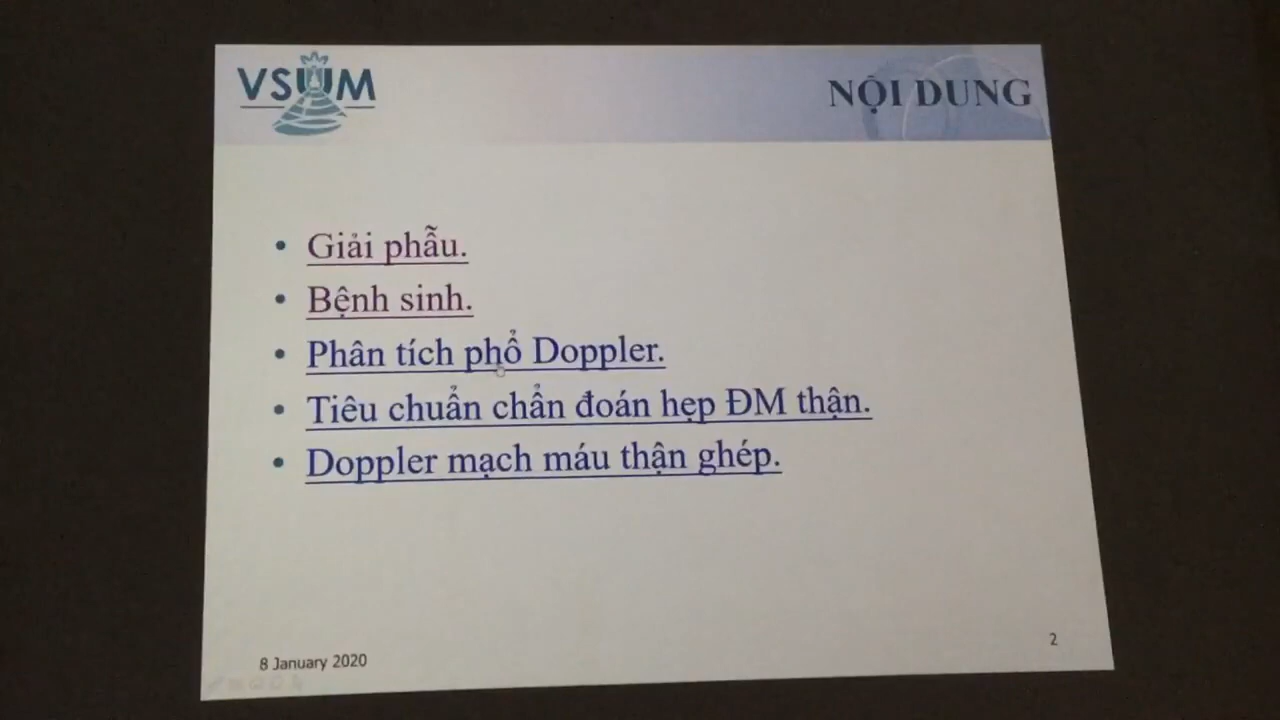 VSUM
NỘI DUNG
• Giải phẫu.
• Bệnh sinh.
• Phân tích phổ Doppler.
• Tiêu chuẩn chẩn đoán hẹp ĐM thận.
• Doppler mạch máu thận ghép.
8 January 2020
2